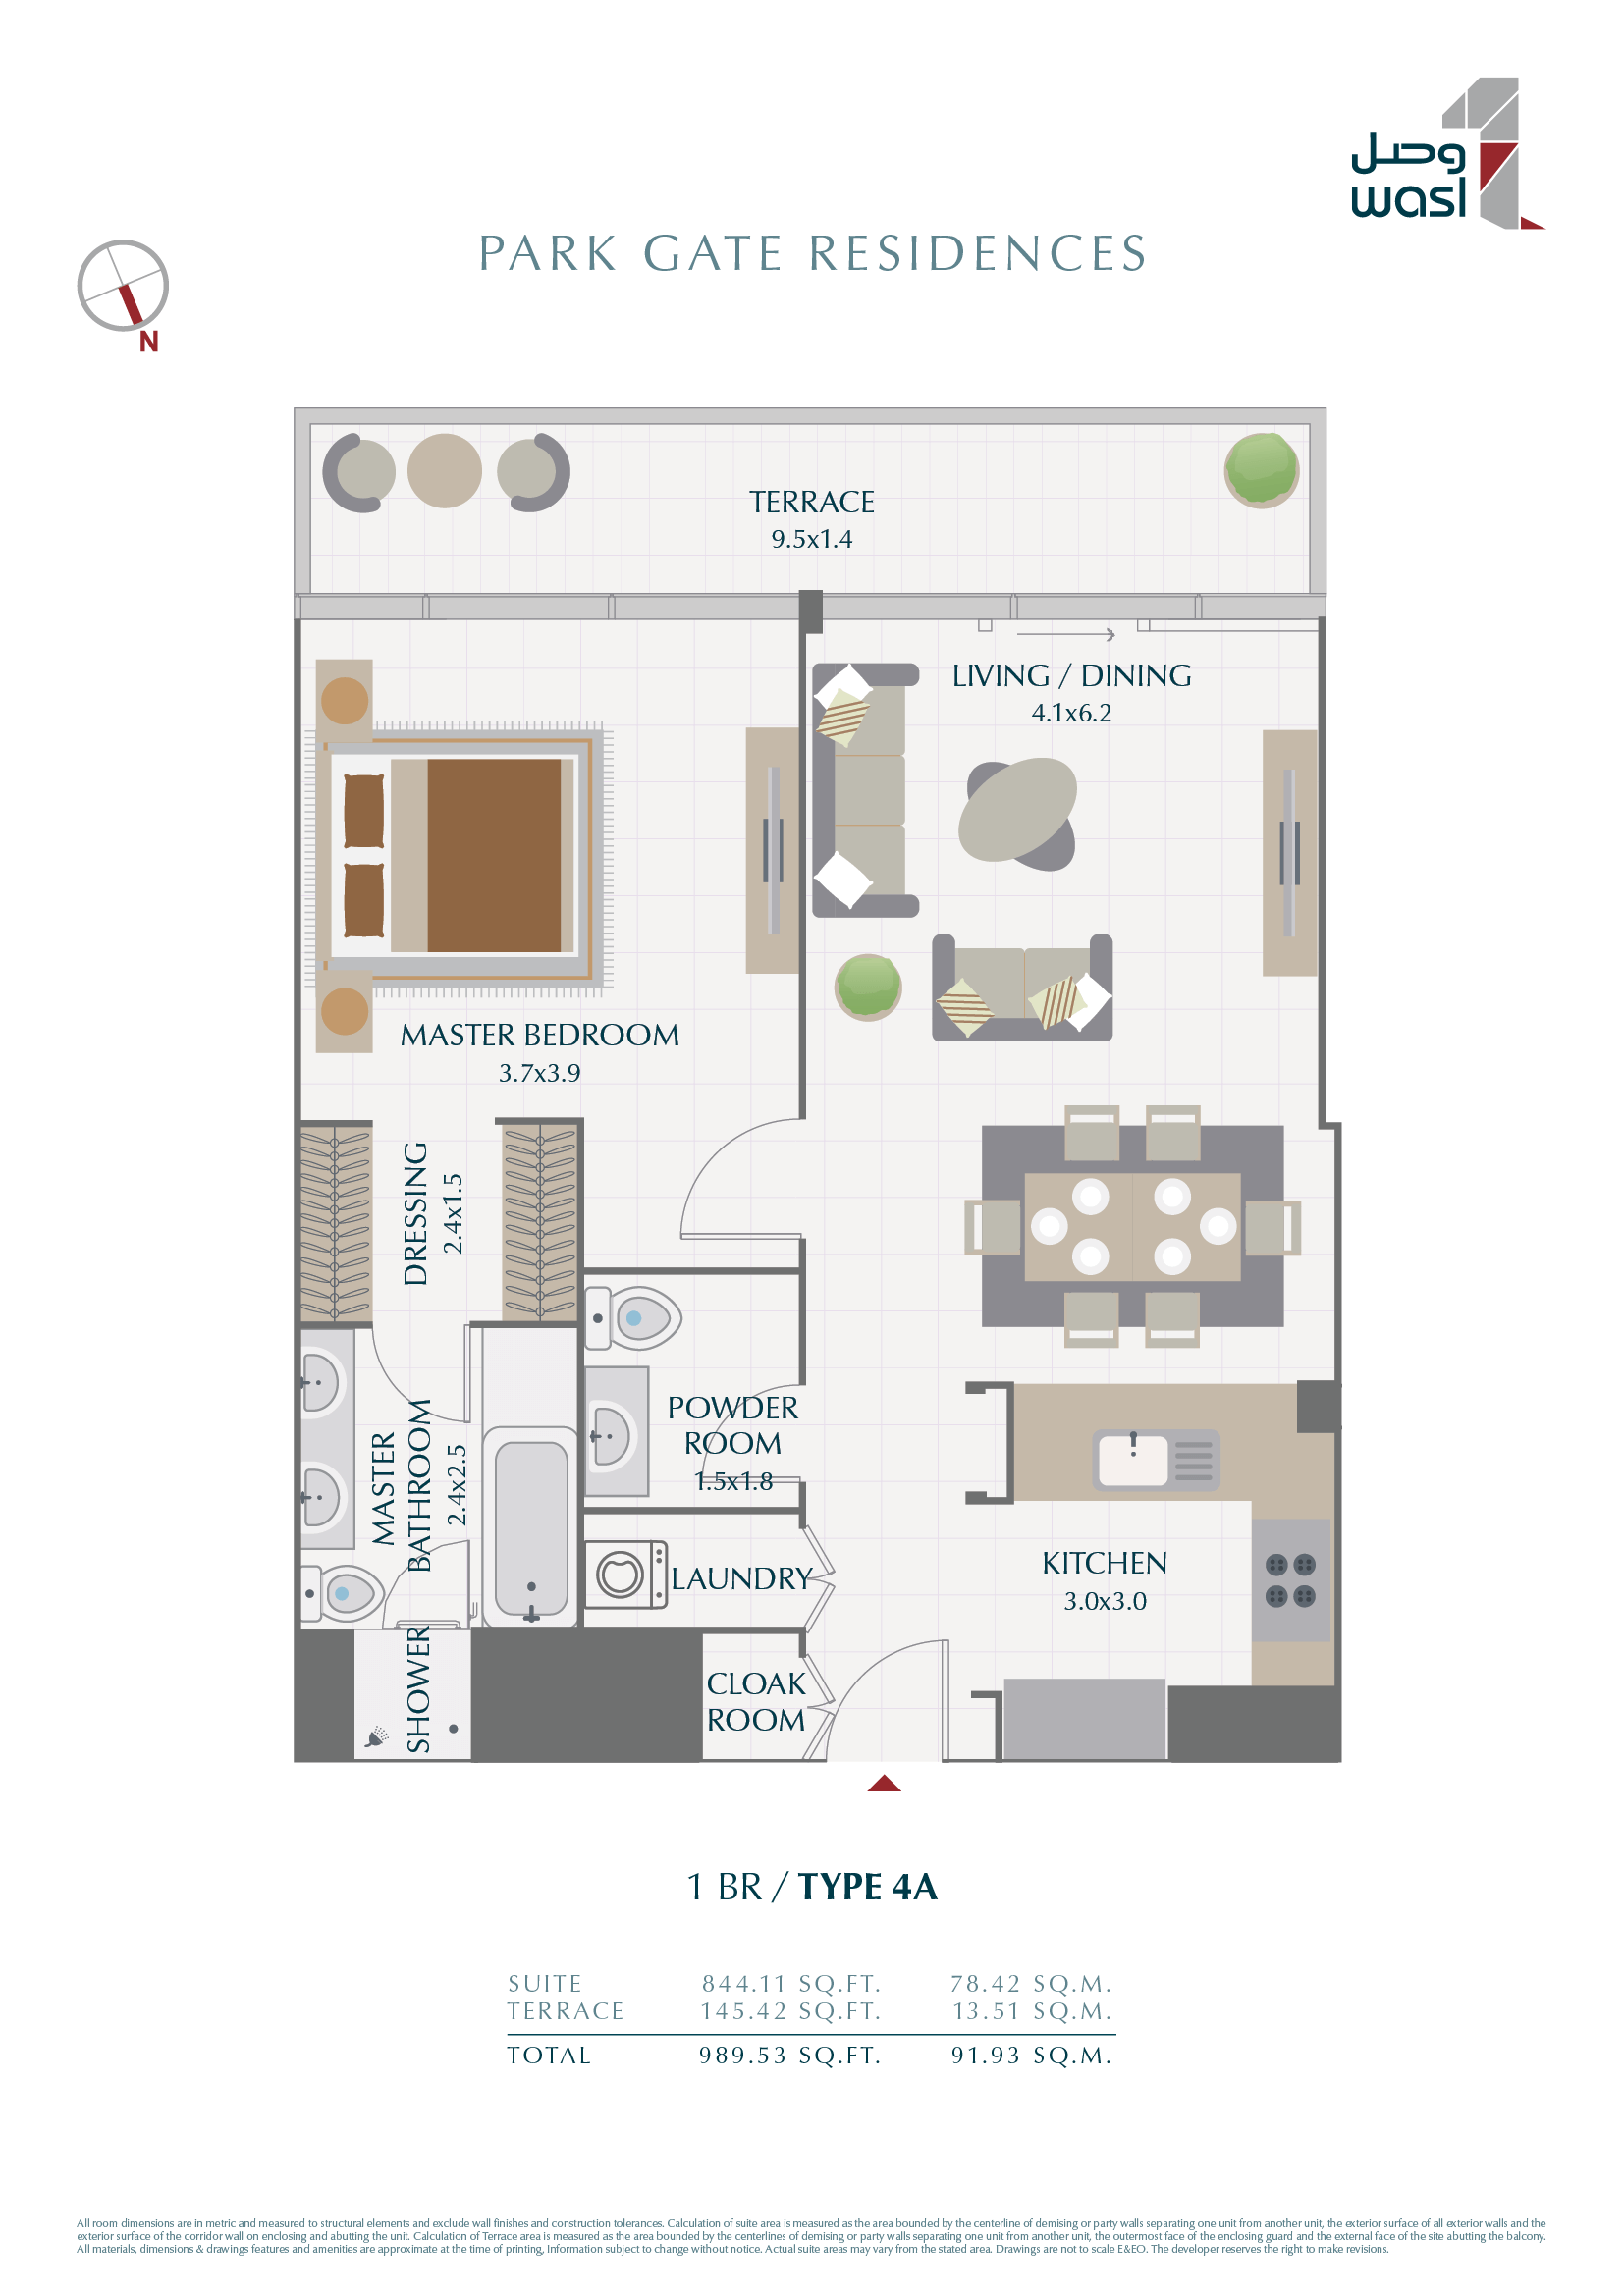 وصل
wasl
PARK GATE RESIDENCES
N
TERRACE
9.5x1.4
LIVING / DINING
4.1x6.2
MASTER BEDROOM
3.7x3.9
DRESSING
2.4x1.5
POWDER
ROOM
1.5x1.8
MASTER
BATHROOM
2.4x2.5
LAUNDRY
KITCHEN
3.0x3.0
SHOWER
CLOAK
ROOM
1 BR / TYPE 4A
SUITE 844.11 SQ.FT. 78.42 SQ.M.
TERRACE 145.42 SQ.FT. 13.51 SQ.M.
TOTAL 989.53 SQ.FT. 91.93 SQ.M.
All room dimensions are in metric and measured to structural elements and exclude wall finishes and construction tolerances. Calculation of suite area is measured as the area bounded by the centerline of demising or party walls separating one unit from another unit, the exterior surface of all exterior walls and the
exterior surface of the corridor wall on enclosing and abutting the unit. Calculation of Terrace area is measured as the area bounded by the centerlines of demising or party walls separating one unit from another unit, the outermost face of the enclosing guard and the external face of the site abutting the balcony.
All materials, dimensions & drawings features and amenities are approximate at the time of printing, Information subject to change without notice. Actual suite areas may vary from the stated area. Drawings are not to scale E&EO. The developer reserves the right to make revisions.